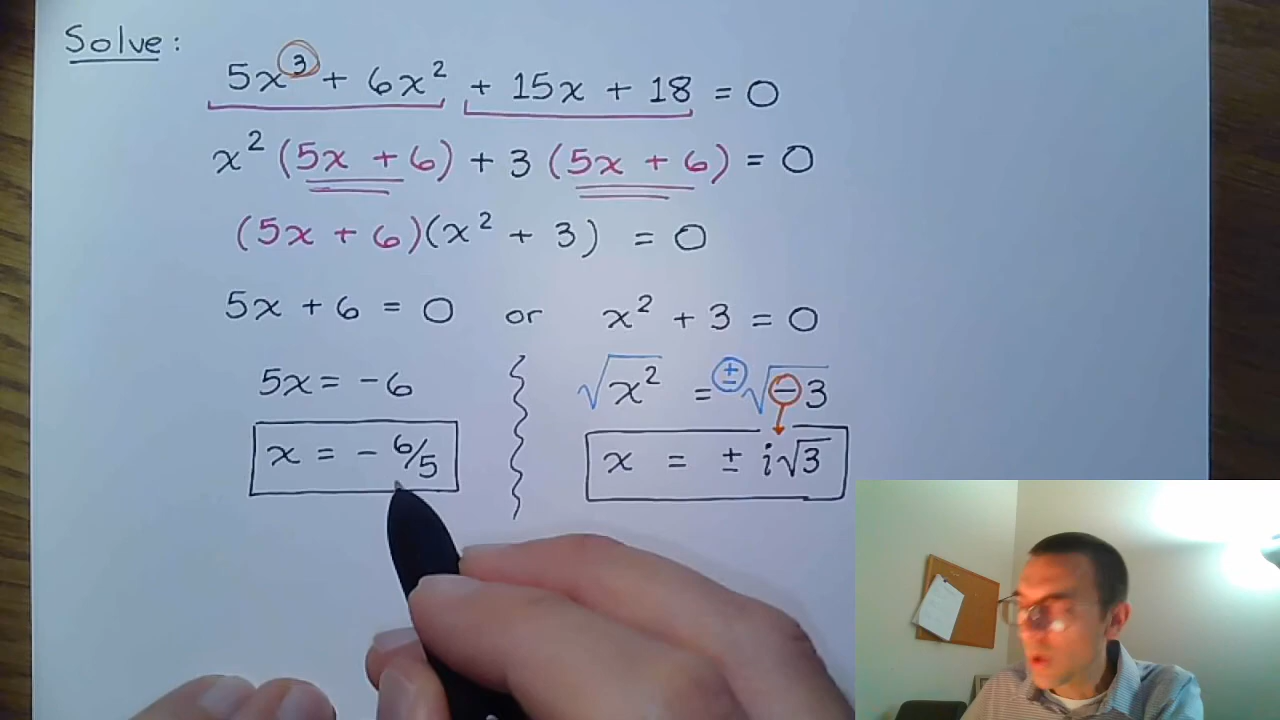 Solve:
5x³ + 6x² + 15x + 18 = 0
x² (5x + 6) + 3 (5x + 6) = 0
(5x + 6)(x² + 3) = 0
5x + 6 = 0 or x² + 3 = 0
5x = -6 √x² = ± √-3
x = - 6/5 x = ± i√3